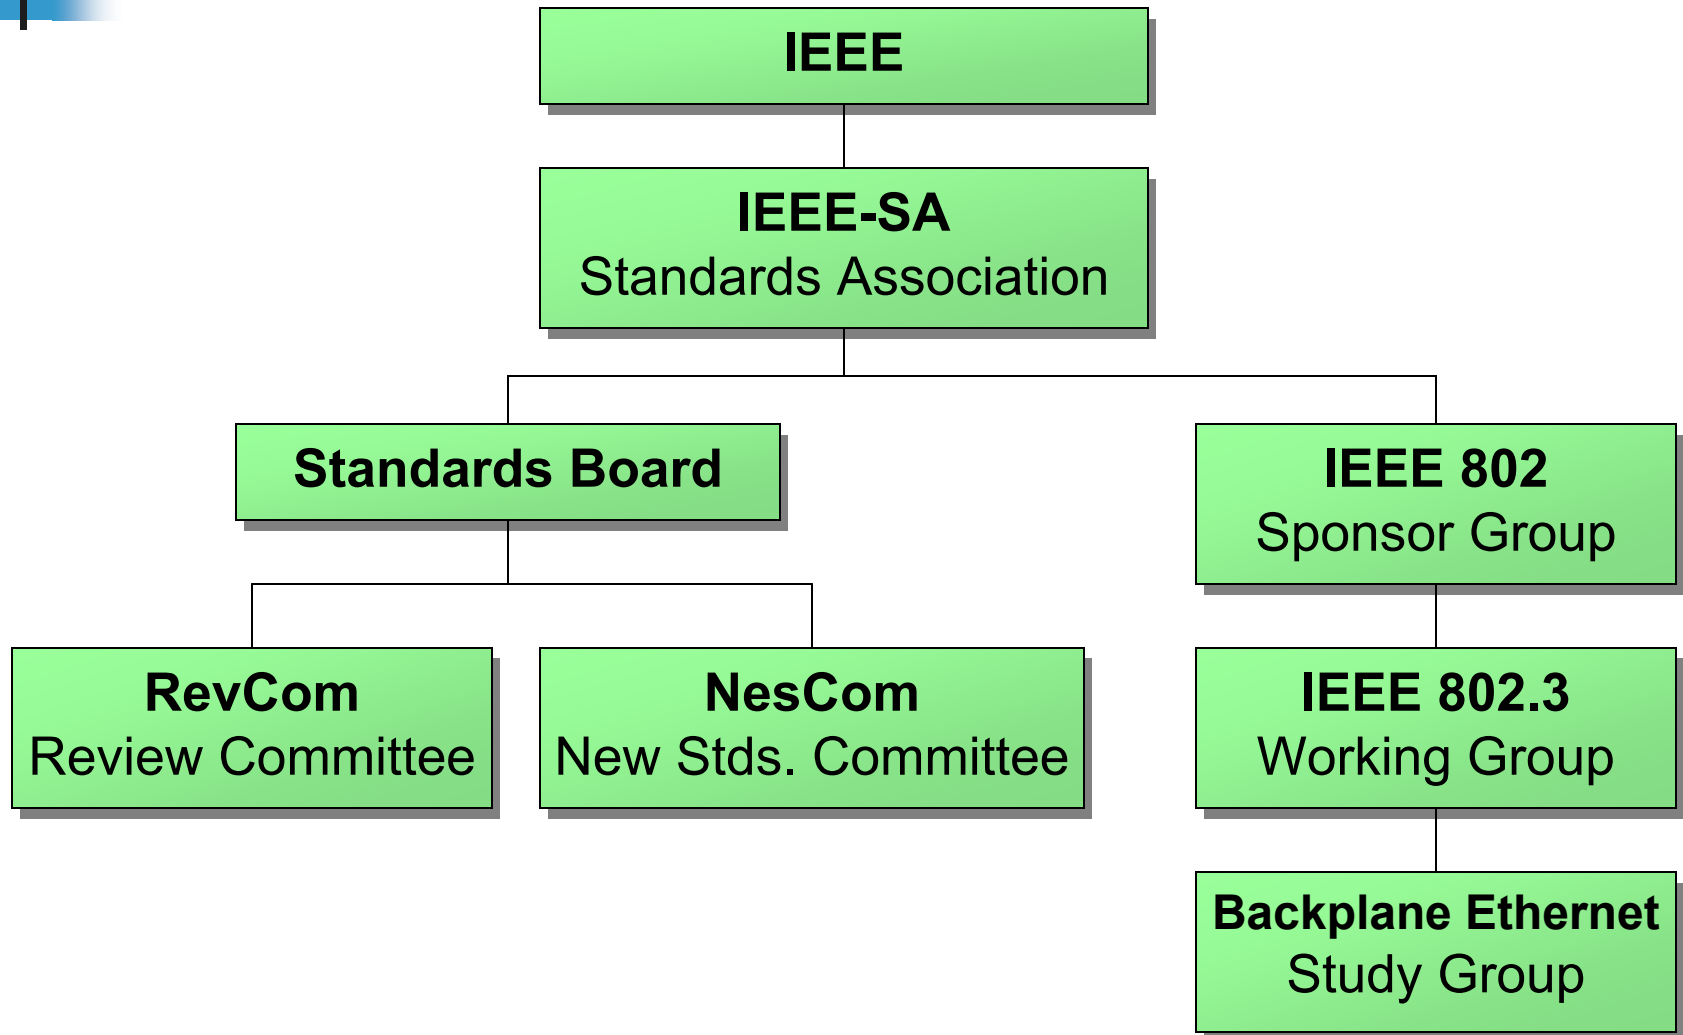 IEEE
IEEE-SA
Standards Association
Standards Board
IEEE 802
Sponsor Group
RevCom
Review Committee
NesCom
New Stds. Committee
IEEE 802.3
Working Group
Backplane Ethernet
Study Group